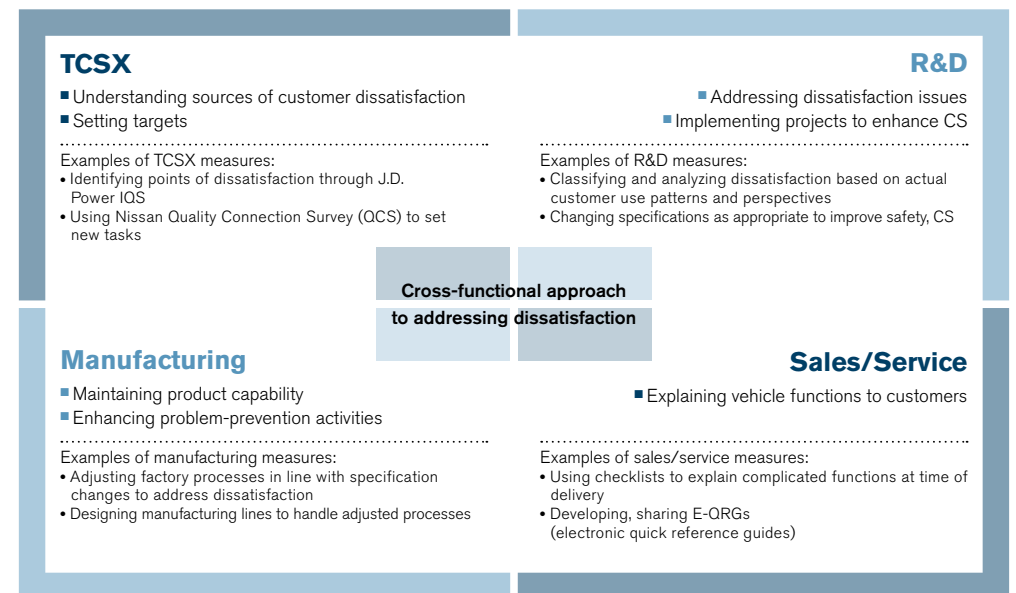 TCSX
■ Understanding sources of customer dissatisfaction
■ Setting targets
Examples of TCSX measures:
• Identifying points of dissatisfaction through J.D.
Power IQS
• Using Nissan Quality Connection Survey (QCS) to set
new tasks
R&D
■ Addressing dissatisfaction issues
■ Implementing projects to enhance CS
Examples of R&D measures:
• Classifying and analyzing dissatisfaction based on actual
customer use patterns and perspectives
• Changing specifications as appropriate to improve safety, CS
Cross-functional approach
to addressing dissatisfaction
Manufacturing
■ Maintaining product capability
■ Enhancing problem-prevention activities
Examples of manufacturing measures:
• Adjusting factory processes in line with specification
changes to address dissatisfaction
• Designing manufacturing lines to handle adjusted processes
Sales/Service
■ Explaining vehicle functions to customers
Examples of sales/service measures:
• Using checklists to explain complicated functions at time of
delivery
• Developing, sharing E-QRGs
(electronic quick reference guides)